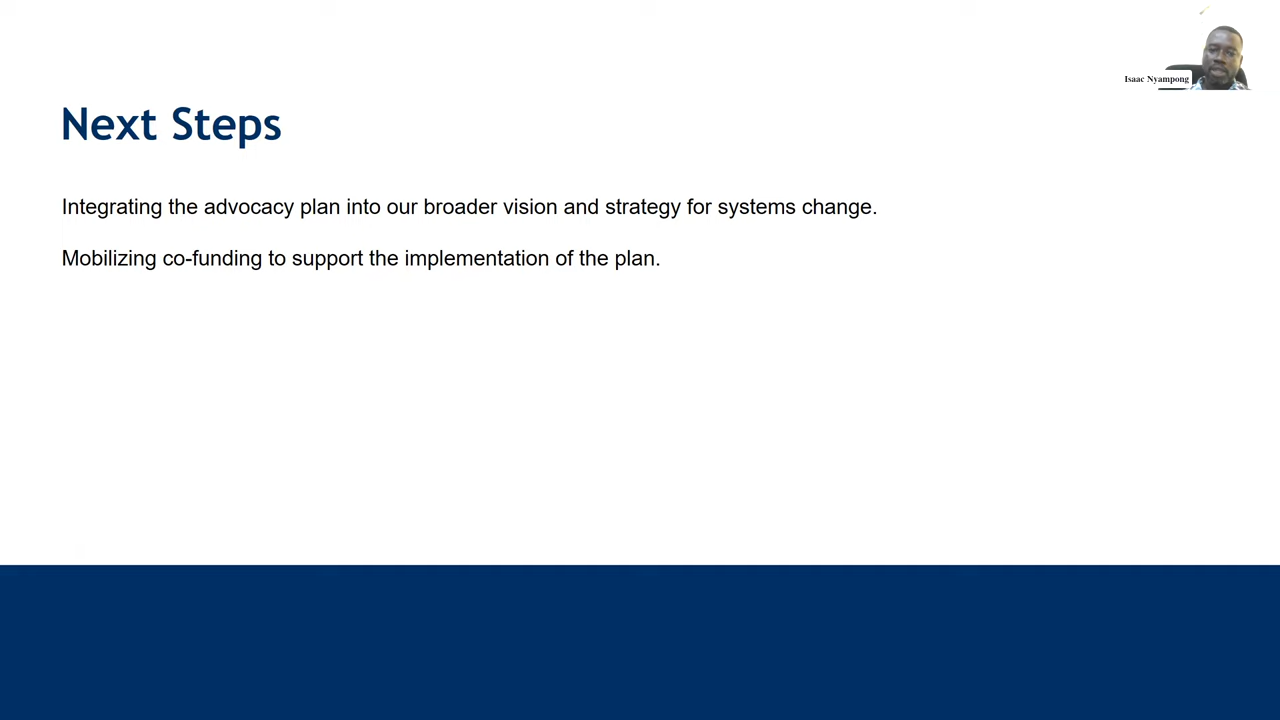 Isaac Nyampong
Next Steps
Integrating the advocacy plan into our broader vision and strategy for systems change.
Mobilizing co-funding to support the implementation of the plan.